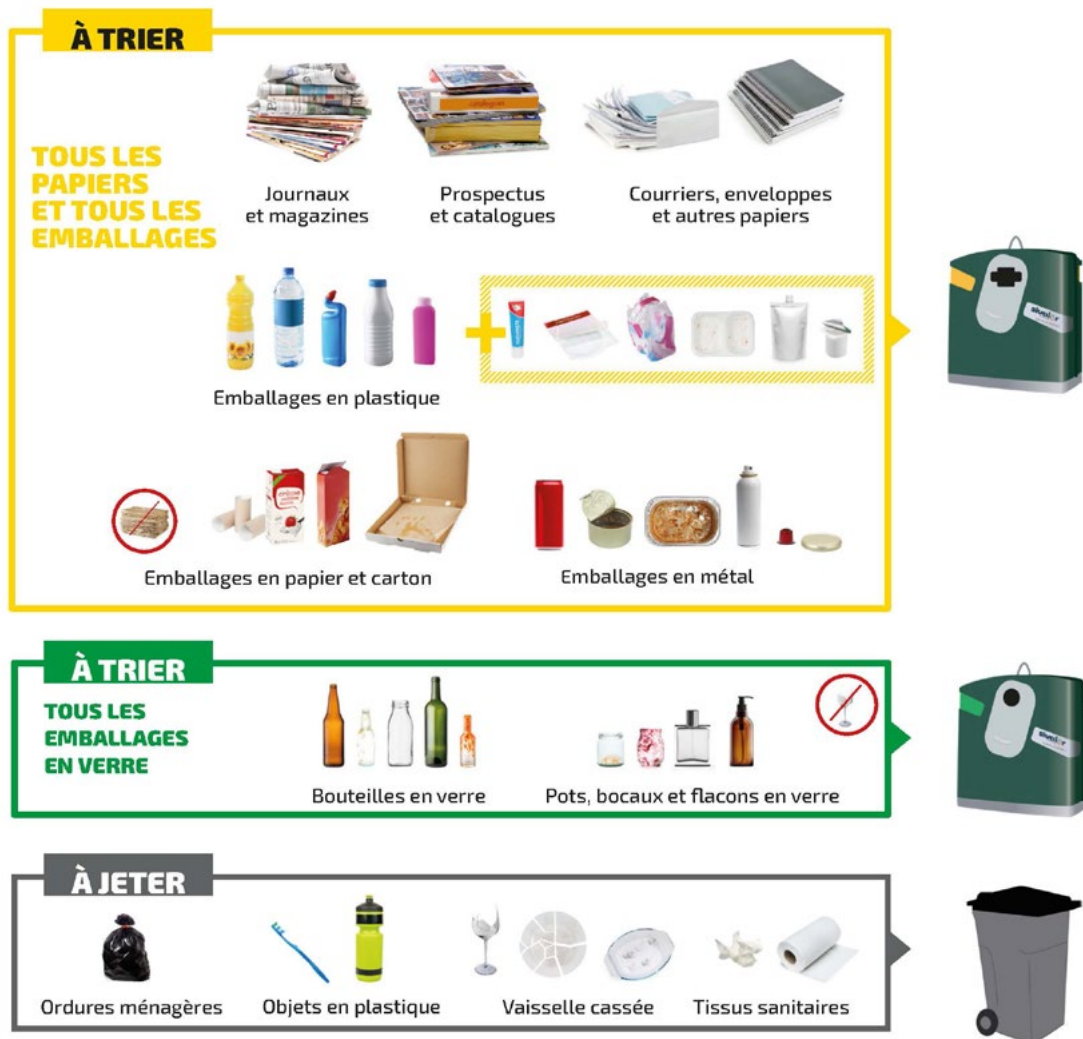 À TRIER
TOUS LES
PAPIERS
ET TOUS LES
EMBALLAGES
Journaux
et magazines
Prospectus
et catalogues
Courriers, enveloppes
et autres papiers
Emballages en plastique
+
Emballages en papier et carton
Emballages en métal
À TRIER
TOUS LES
EMBALLAGES
EN VERRE
Bouteilles en verre
Pots, bocaux et flacons en verre
À JETER
Ordures ménagères
Objets en plastique
Vaisselle cassée
Tissus sanitaires